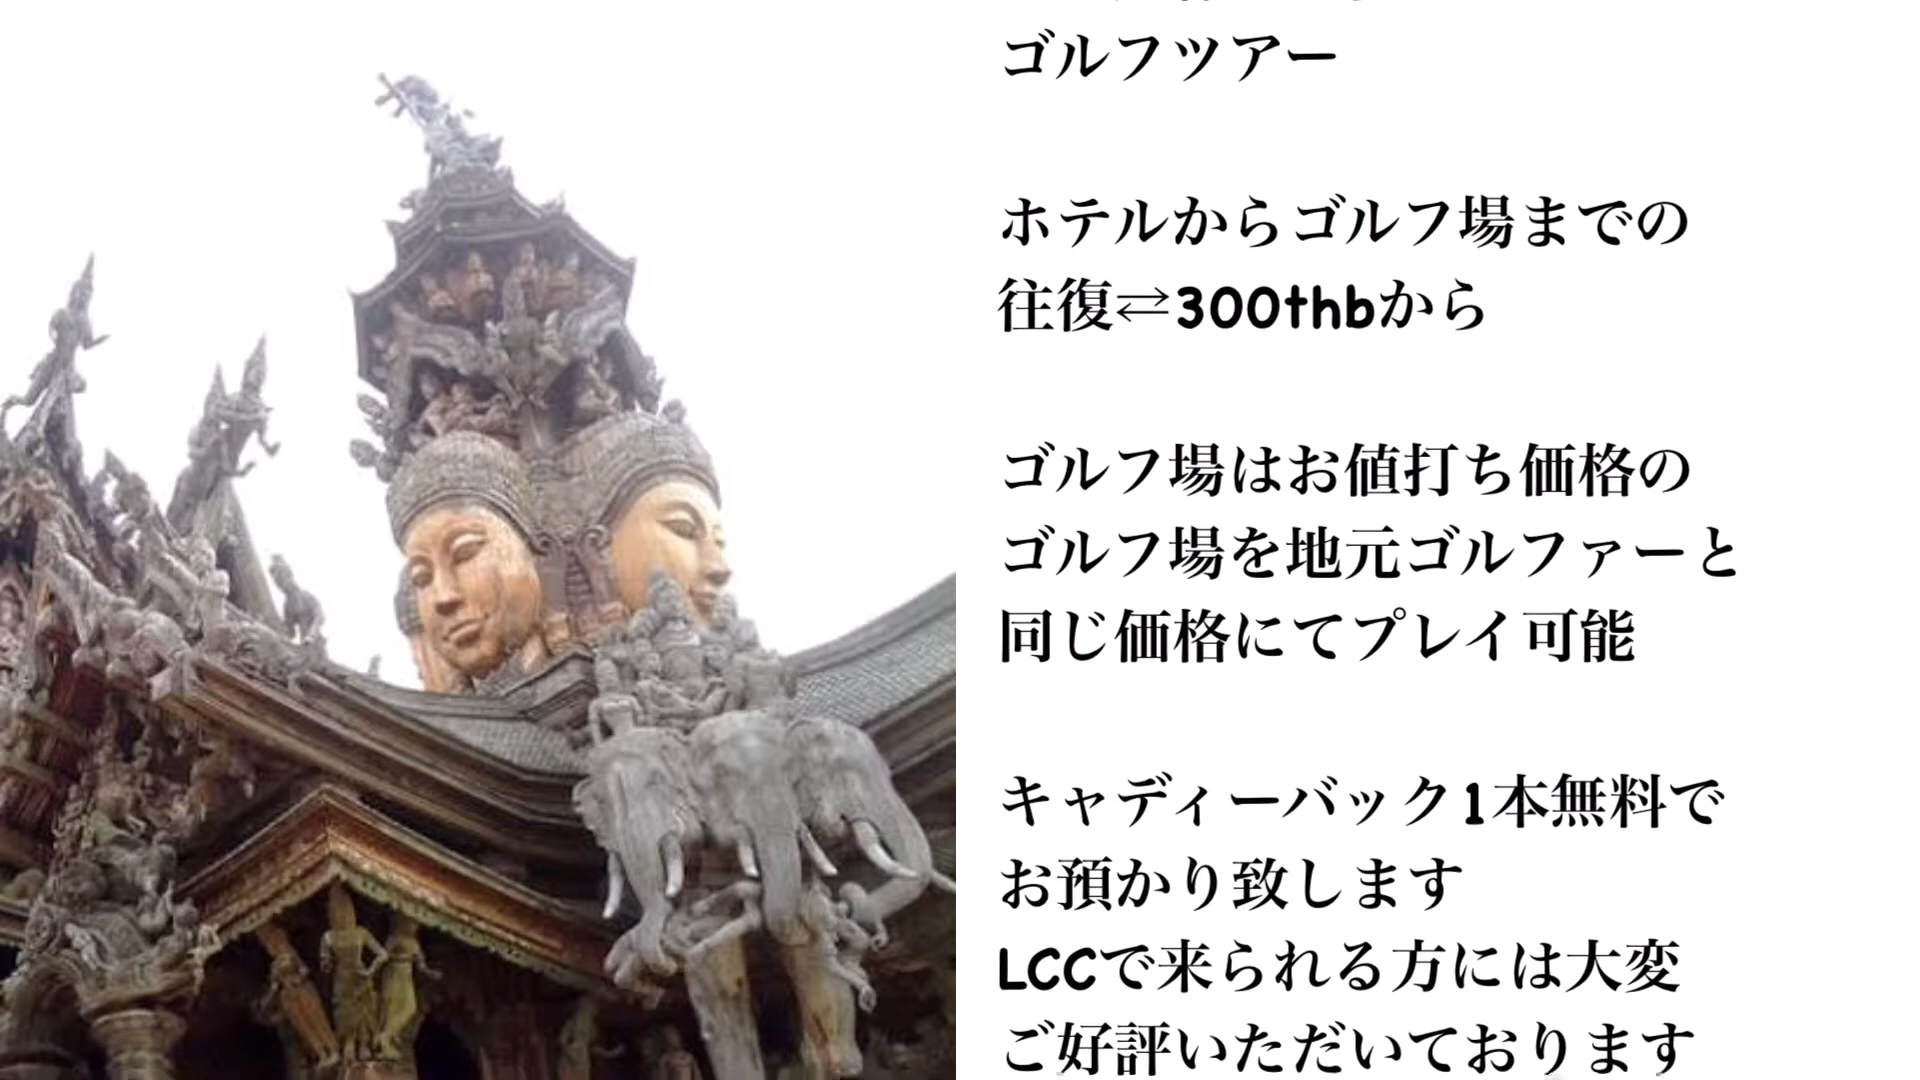 ゴルフツアー
ホテルからゴルフ場までの
往復⇄300thbから
ゴルフ場はお値打ち価格の
ゴルフ場を地元ゴルファーと
同じ価格にてプレイ可能
キャディーバック1本無料で
お預かり致します
LCCで来られる方には大変
ご好評いただいております